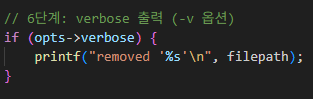 // 6단계: verbose 출력 (-v 옵션)
if (opts->verbose) {
    printf("removed '%s'\n", filepath);
}